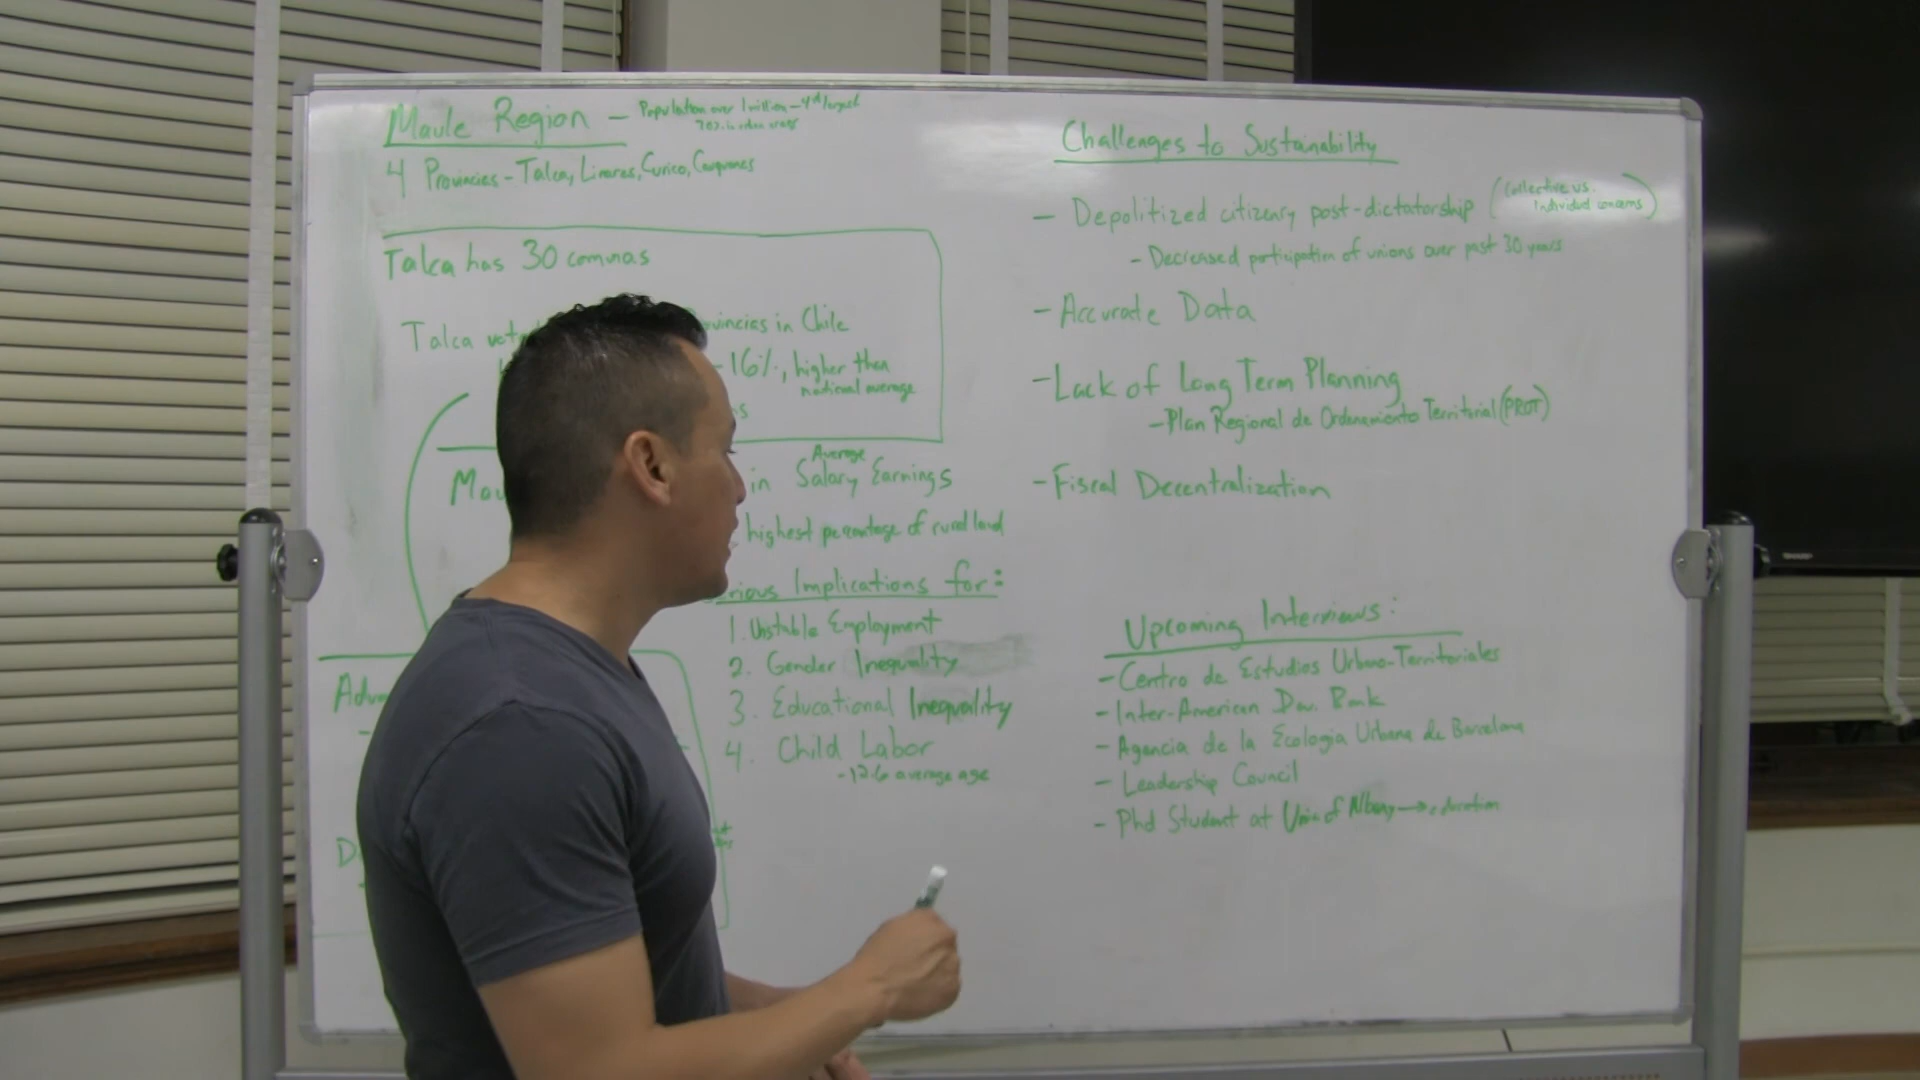 Maule Region - Population over 1 million - 4th largest
70% in urban areas
4 Provincias - Talca, Linares, Curico, Cauquenes
Talca has 30 comunas
Talca
ovincias in Chile
- 16%, higher than
national average
Mau
in Average Salary Earnings
highest percentage of rural land
rious Implications for:
1. Unstable Employment
2. Gender Inequality
3. Educational Inequality
4. Child Labor
- 12.6 average age
Challenges to Sustainability
- Depolitized citizenry post-dictatorship (Collective vs.
Individual concerns)
- Decreased participation of unions over past 30 years
- Accurate Data
- Lack of Long Term Planning
- Plan Regional de Ordenamiento Territorial (PROT)
- Fiscal Decentralization
Upcoming Interviews:
- Centro de Estudios Urbano-Territoriales
- Inter-American Dev. Bank
- Agencia de la Ecologia Urbana de Barcelona
- Leadership Council
- Phd Student at Univ of Albany → education
SHARP